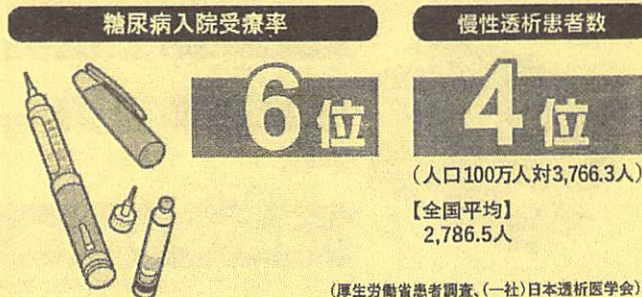 糖尿病入院受療率
6位
慢性透析患者数
4位
(人口100万人対3,766.3人)
【全国平均】
2,786.5人
(厚生労働省患者調査、(一社)日本透析医学会)